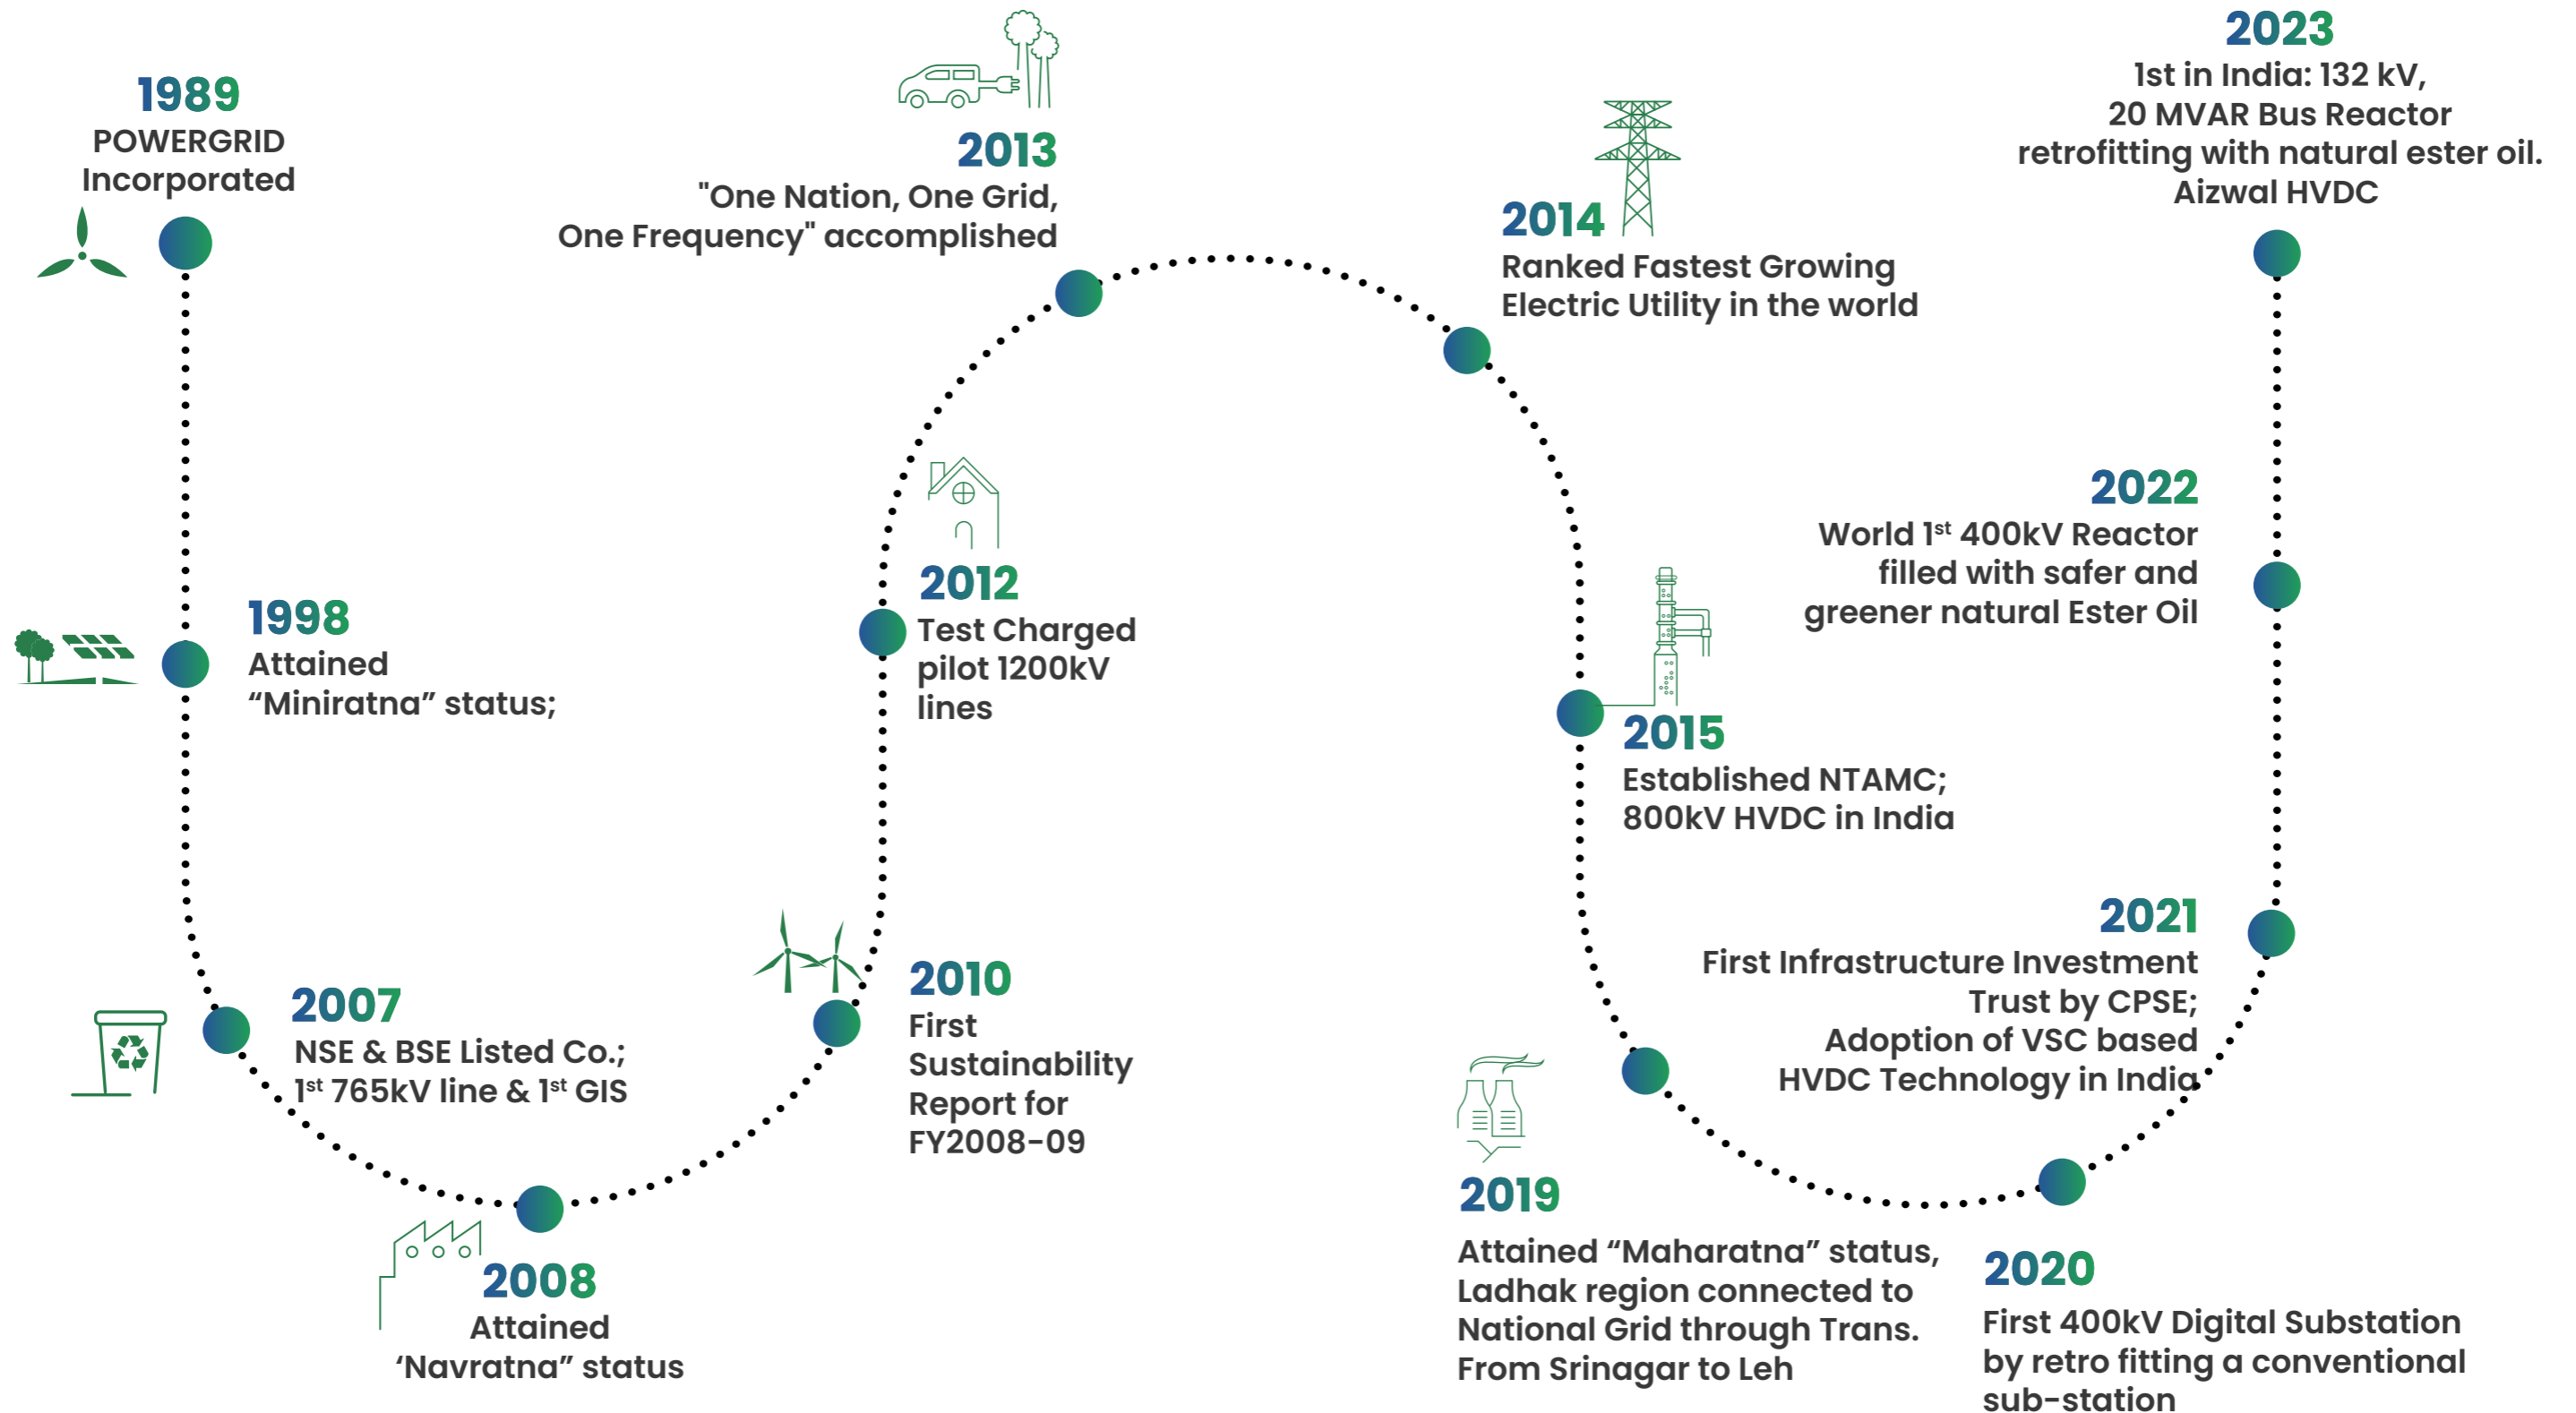 1989
POWERGRID
Incorporated
1998
Attained
“Miniratna” status;
2007
NSE & BSE Listed Co.;
1st 765kV line & 1st GIS
2008
Attained
‘Navratna” status
2010
First
Sustainability
Report for
FY2008-09
2012
Test Charged
pilot 1200kV
lines
2013
"One Nation, One Grid,
One Frequency" accomplished
2014
Ranked Fastest Growing
Electric Utility in the world
2015
Established NTAMC;
800kV HVDC in India
2019
Attained “Maharatna” status,
Ladhak region connected to
National Grid through Trans.
From Srinagar to Leh
2020
First 400kV Digital Substation
by retro fitting a conventional
sub-station
2021
First Infrastructure Investment
Trust by CPSE;
Adoption of VSC based
HVDC Technology in India
2022
World 1st 400kV Reactor
filled with safer and
greener natural Ester Oil
2023
1st in India: 132 kV,
20 MVAR Bus Reactor
retrofitting with natural ester oil.
Aizwal HVDC